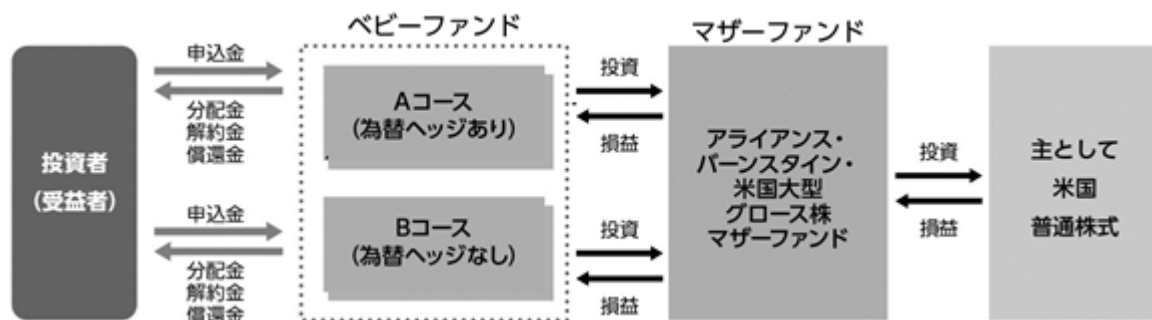 ベビーファンド
マザーファンド
申込金
分配金
解約金
償還金
投資者
(受益者)
申込金
分配金
解約金
償還金
Aコース
(為替ヘッジあり)
Bコース
(為替ヘッジなし)
投資
損益
投資
損益
アライアンス・
バーンスタイン・
米国大型
グロース株
マザーファンド
投資
損益
主として
米国
普通株式